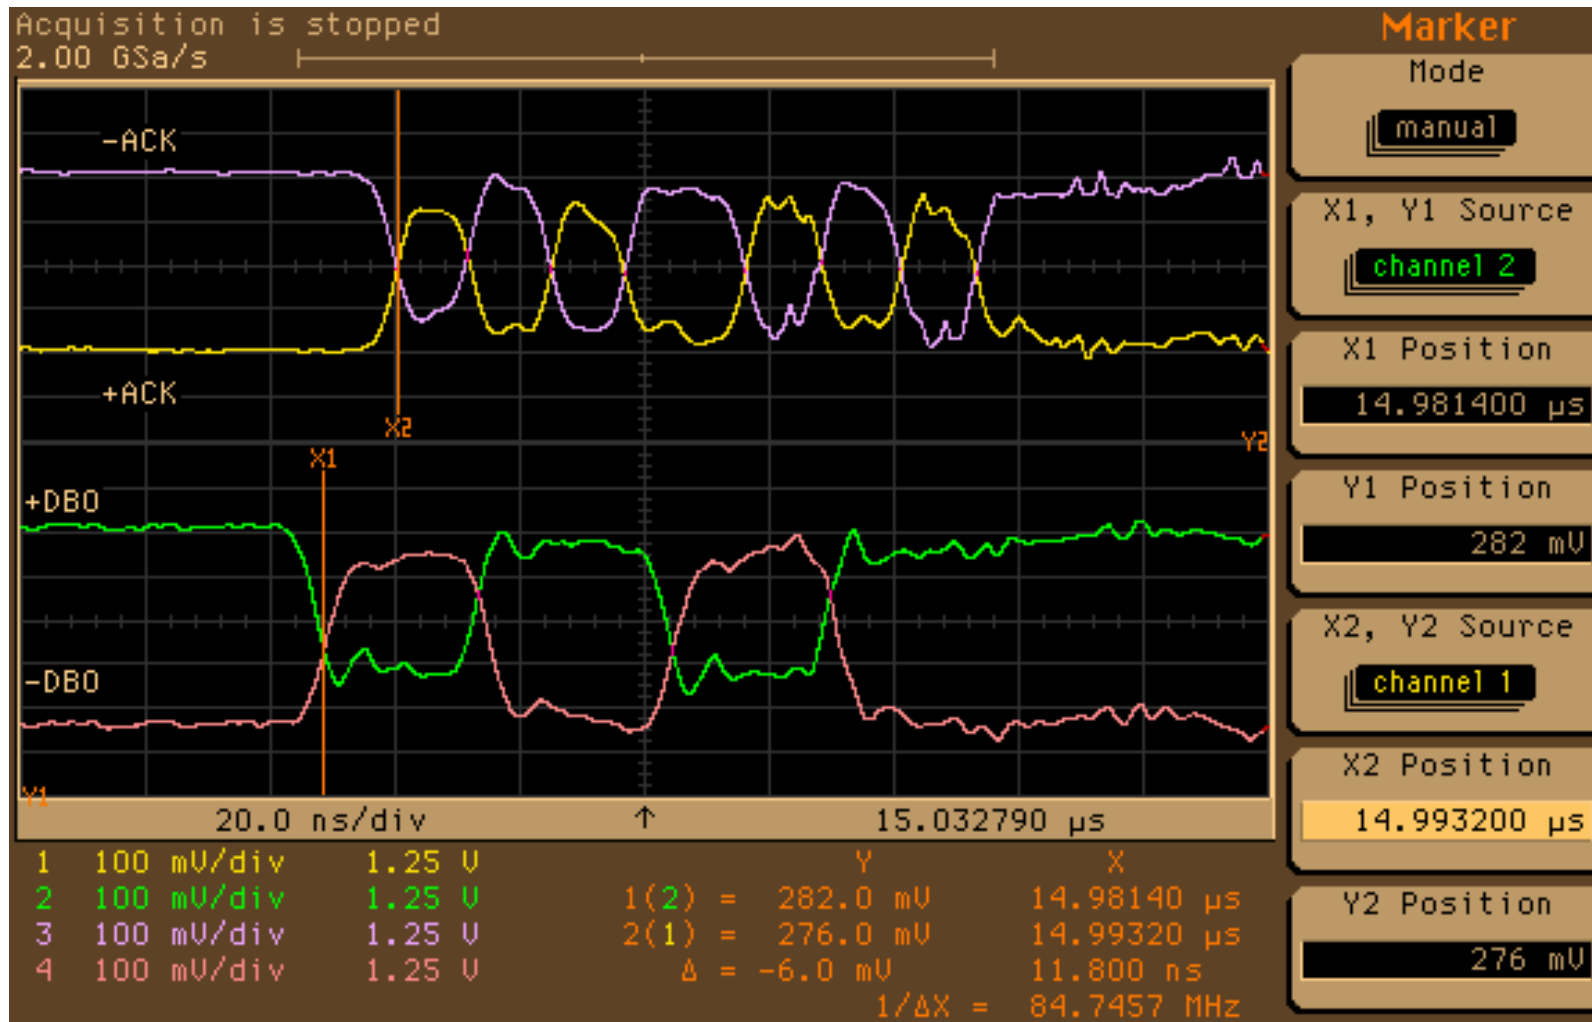 Acquisition is stopped
2.00 GSa/s
-ACK
+ACK
X2
Y2
X1
+DB0
-DB0
Y1
20.0 ns/div ↑ 15.032790 µs
1 100 mV/div 1.25 V Y X
2 100 mV/div 1.25 V 1(2) = 282.0 mV 14.98140 µs
3 100 mV/div 1.25 V 2(1) = 276.0 mV 14.99320 µs
4 100 mV/div 1.25 V Δ = -6.0 mV 11.800 ns
1/ΔX = 84.7457 MHz
Marker
Mode
manual
X1, Y1 Source
channel 2
X1 Position
14.981400 µs
Y1 Position
282 mV
X2, Y2 Source
channel 1
X2 Position
14.993200 µs
Y2 Position
276 mV